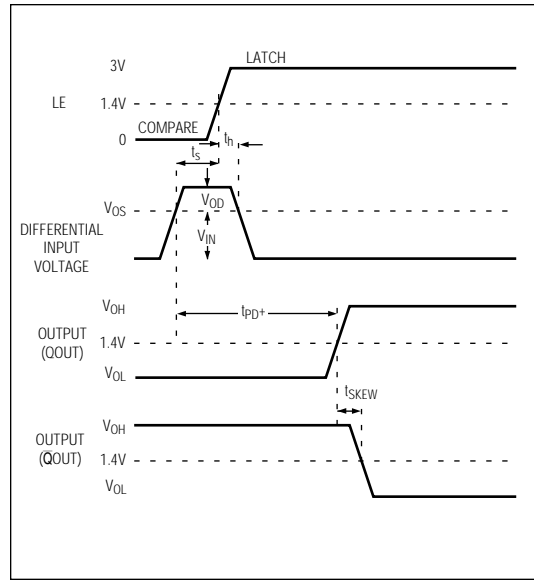 3V
LATCH
LE
1.4V
COMPARE
0
th
ts
VOS
VOD
VIN
DIFFERENTIAL
INPUT
VOLTAGE
VOH
tPD+
OUTPUT
(QOUT)
1.4V
VOL
tSKEW
VOH
OUTPUT
(Q̅OUT)
1.4V
VOL